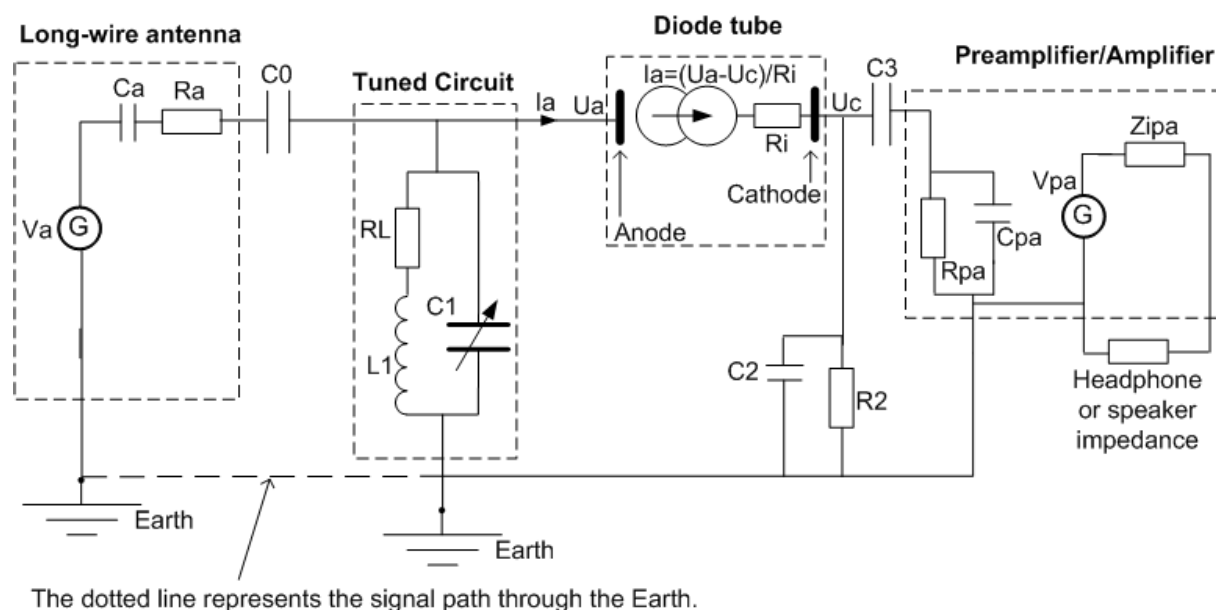 Long-wire antenna
Ca
Ra
C0
Va
G
Earth
Tuned Circuit
RL
L1
C1
Earth
Ia
Ua
Diode tube
Ia=(Ua-Uc)/Ri
Ri
Uc
Anode
Cathode
C3
C2
R2
Preamplifier/Amplifier
Rpa
Cpa
Vpa
G
Zipa
Headphone
or speaker
impedance
The dotted line represents the signal path through the Earth.